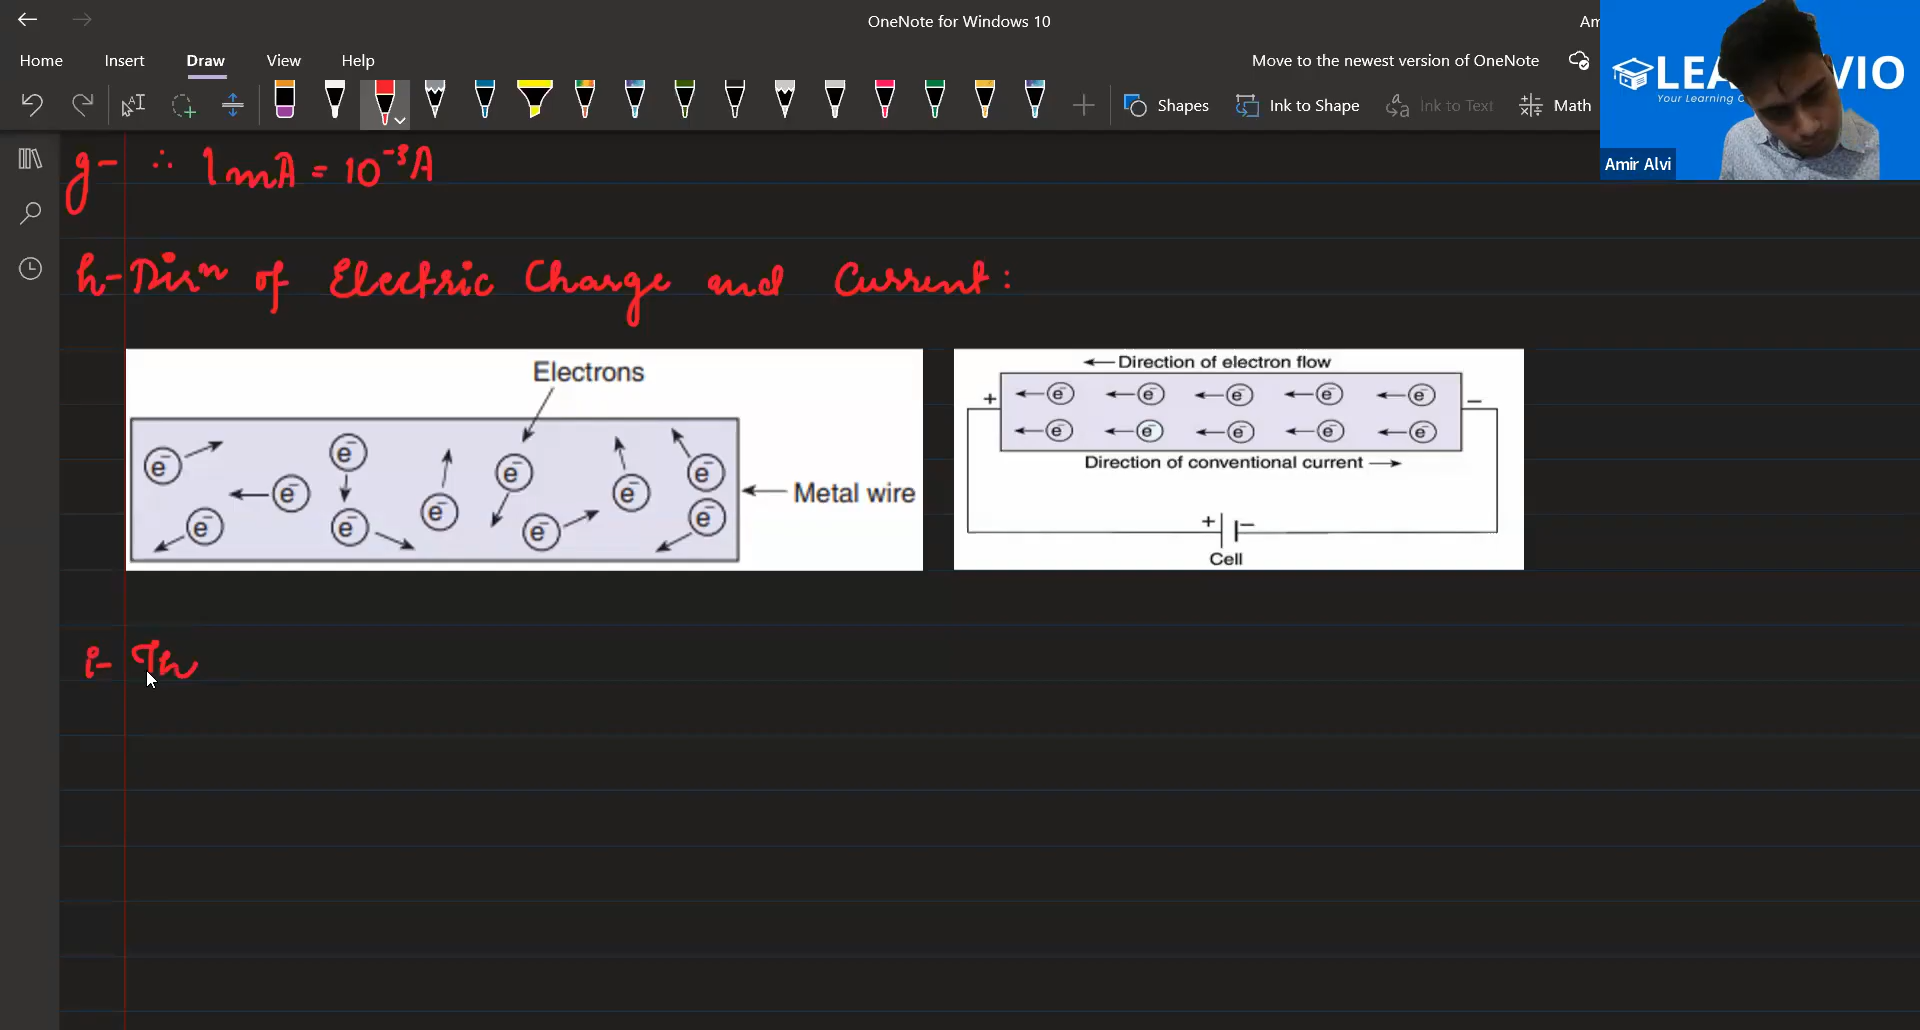 OneNote for Windows 10
Am
Home Insert Draw View Help
Move to the newest version of OneNote
LEA VIO
Your Learning C
Shapes Ink to Shape Ink to Text Math
Amir Alvi
g- ∴ 1mA = 10⁻³A
h- Dirⁿ of Electric Charge and Current:
Electrons
e⁻ e⁻ e⁻ e⁻ e⁻ e⁻ e⁻ e⁻ e⁻ e⁻ e⁻
Metal wire
← Direction of electron flow
+ e⁻ e⁻ e⁻ e⁻ e⁻ −
e⁻ e⁻ e⁻ e⁻ e⁻
Direction of conventional current →
+ −
Cell
i- Th